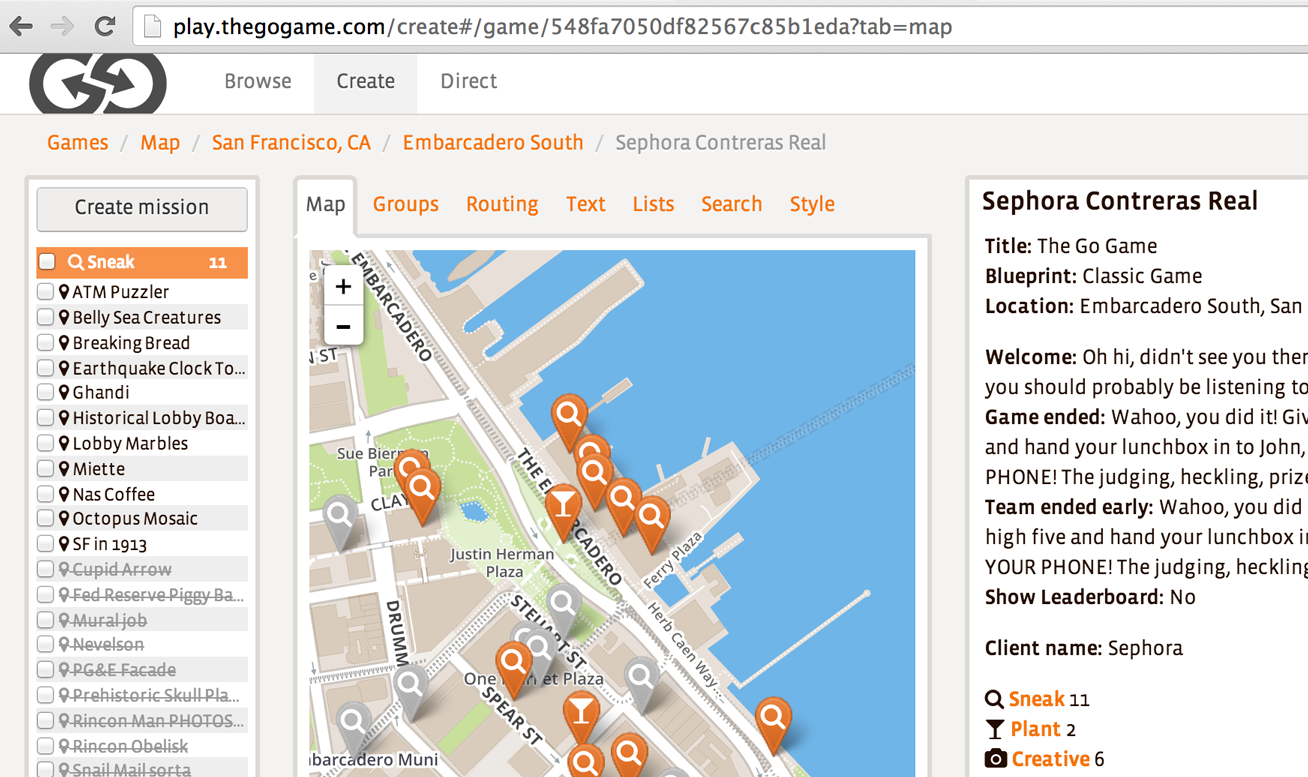 play.thegogame.com/create#/game/548fa7050df82567c85b1eda?tab=map
GO
Browse
Create
Direct
Games / Map / San Francisco, CA / Embarcadero South / Sephora Contreras Real
Create mission
Sneak 11
ATM Puzzler
Belly Sea Creatures
Breaking Bread
Earthquake Clock To...
Ghandi
Historical Lobby Boa...
Lobby Marbles
Miette
Nas Coffee
Octopus Mosaic
SF in 1913
Cupid Arrow
Fed Reserve Piggy Ba...
Mural job
Nevelson
PG&E Facade
Prehistoric Skull Pla...
Rincon Man PHOTOS...
Rincon Obelisk
Snail Mail sorta
Map
Groups
Routing
Text
Lists
Search
Style
+
−
EMBARCADERO
N ST
Sue Bierman
Par
CLAY
THE EMBARCADERO
Justin Herman
Plaza
Ferry Plaza
DRUMM
STEUART ST
Herb Caen Way...
One Market Plaza
SPEAR ST
barcadero Muni
Sephora Contreras Real
Title: The Go Game
Blueprint: Classic Game
Location: Embarcadero South, San
Welcome: Oh hi, didn't see you ther
you should probably be listening to
Game ended: Wahoo, you did it! Giv
and hand your lunchbox in to John,
PHONE! The judging, heckling, prize
Team ended early: Wahoo, you did
high five and hand your lunchbox in
YOUR PHONE! The judging, heckling
Show Leaderboard: No
Client name: Sephora
Sneak 11
Plant 2
Creative 6